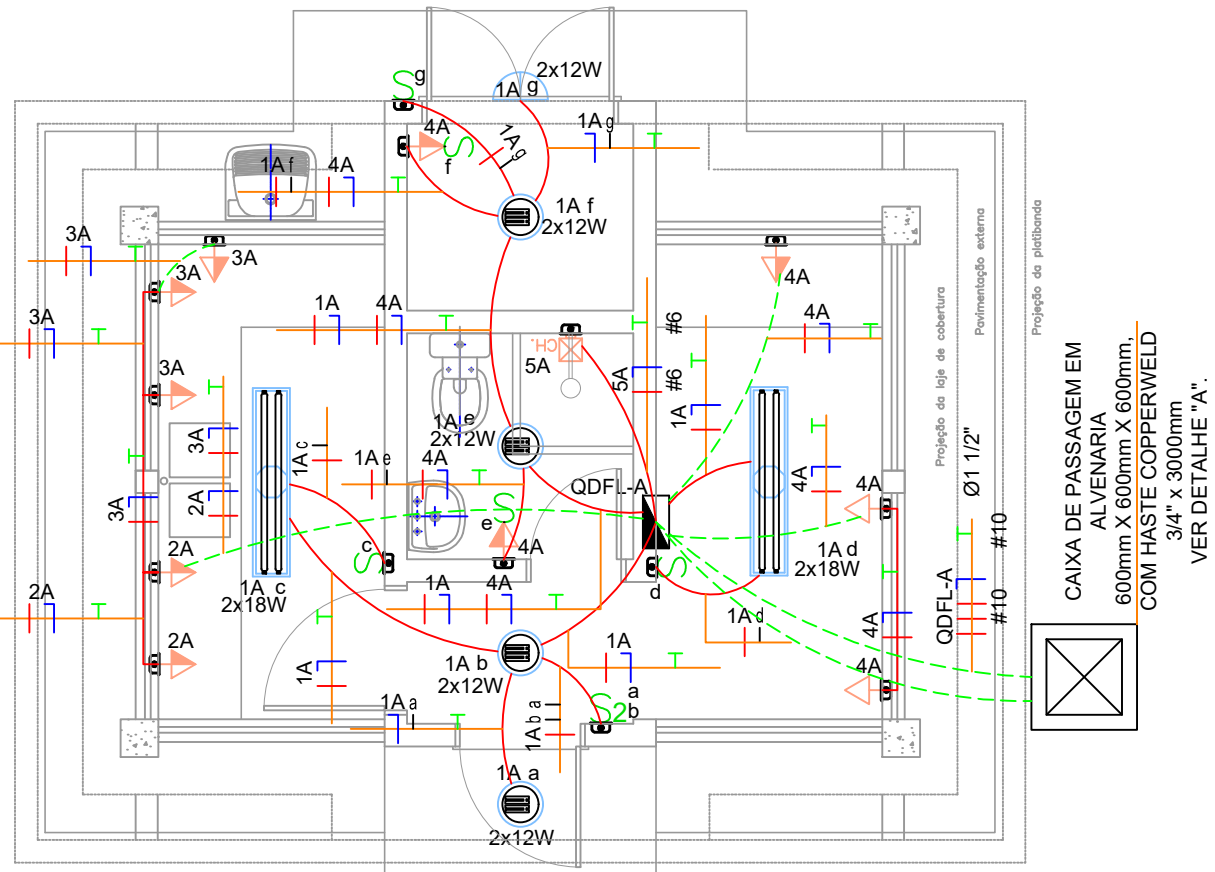 g
S
2x12W
1A g
4A
S
f
1A g
1A g
1A f
4A
1A f
2x12W
3A
3A
3A
4A
3A
1A
4A
4A
CH.
5A
#6
5A
#6
1A
3A
1A e
2x12W
1A c
3A
2A
1A e
4A
QDFL-A
4A
4A
3A
S
e
4A
2A
c
S
1A c
2x18W
S
d
1A d
2x18W
2A
1A
4A
4A
1A d
2A
1A
1A b
2x12W
1A
4A
1A a
1A b a
S2
a
b
1A a
2x12W
Projeção da laje de cobertura
Pavimentação externa
Projeção da platibanda
Ø1 1/2"
QDFL-A
#10
#10
CAIXA DE PASSAGEM EM
ALVENARIA
600mm X 600mm X 600mm,
COM HASTE COPPERWELD
3/4" x 3000mm
VER DETALHE "A".